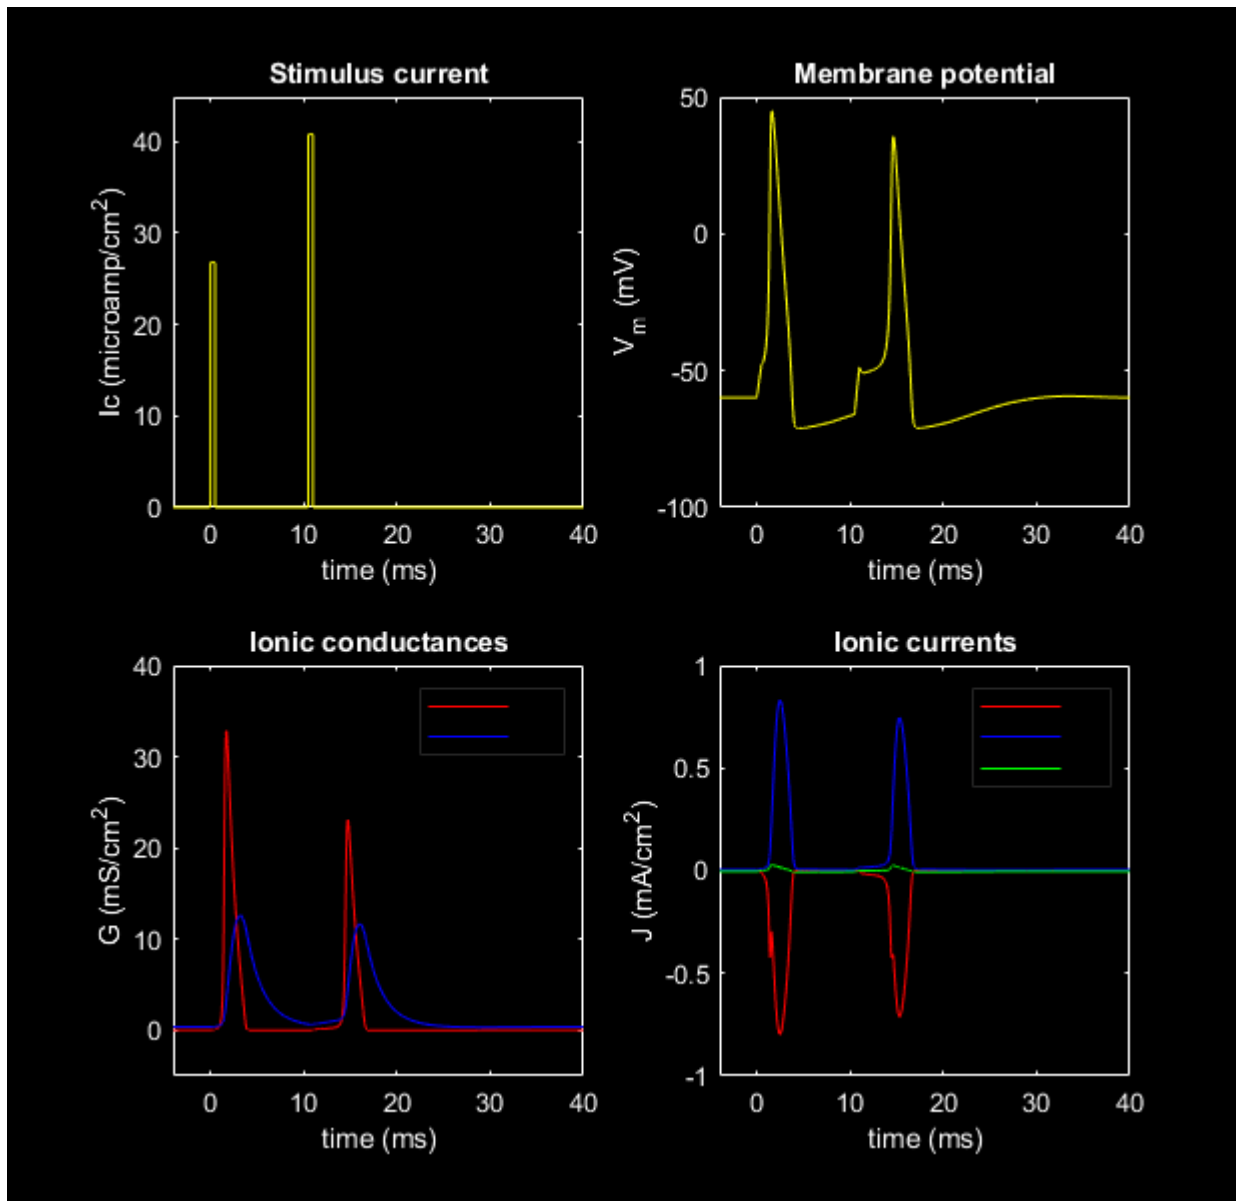 Stimulus current
Ic (microamp/cm²)
40
30
20
10
0
0 10 20 30 40
time (ms)
Membrane potential
Vₘ (mV)
50
0
-50
-100
0 10 20 30 40
time (ms)
Ionic conductances
G (mS/cm²)
40
30
20
10
0
0 10 20 30 40
time (ms)
Ionic currents
J (mA/cm²)
1
0.5
0
-0.5
-1
0 10 20 30 40
time (ms)